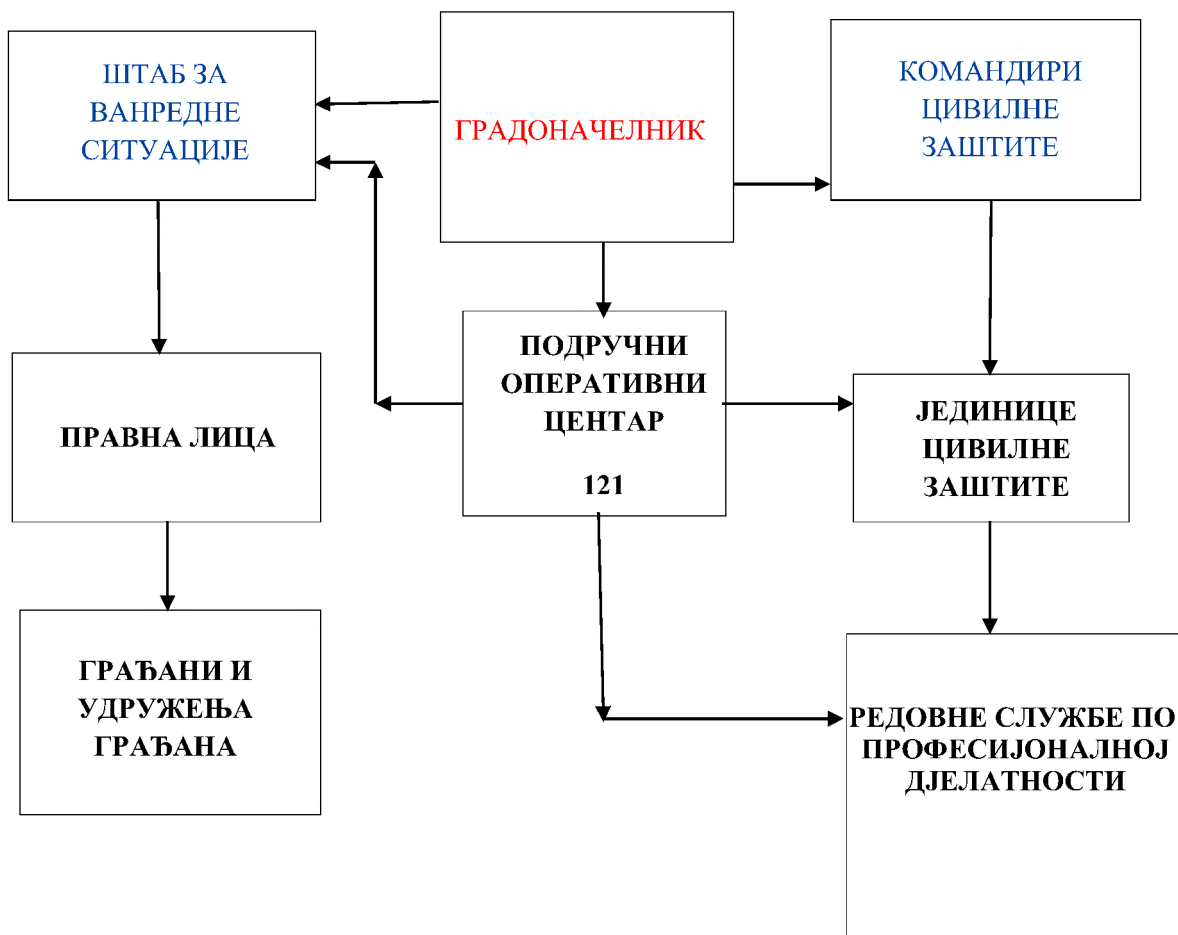 ШТАБ ЗА
ВАНРЕДНЕ
СИТУАЦИЈЕ
ГРАДОНАЧЕЛНИК
КОМАНДИРИ
ЦИВИЛНЕ
ЗАШТИТЕ
ПРАВНА ЛИЦА
ПОДРУЧНИ
ОПЕРАТИВНИ
ЦЕНТАР
121
ЈЕДИНИЦЕ
ЦИВИЛНЕ
ЗАШТИТЕ
ГРАЂАНИ И
УДРУЖЕЊА
ГРАЂАНА
РЕДОВНЕ СЛУЖБЕ ПО
ПРОФЕСИЈОНАЛНОЈ
ДЈЕЛАТНОСТИ